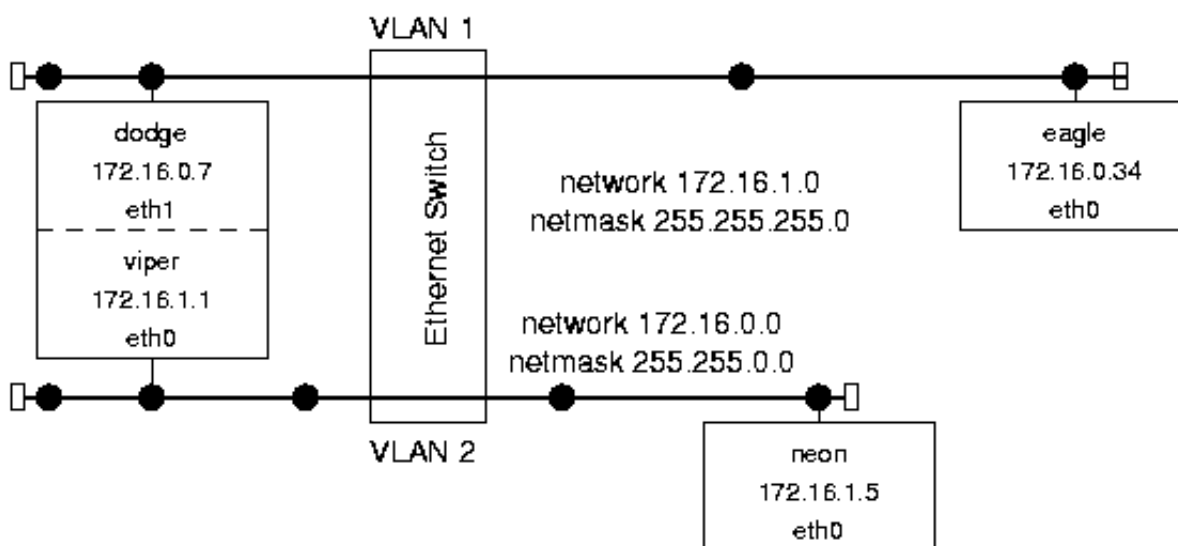 VLAN 1
dodge
172.16.0.7
eth1
viper
172.16.1.1
eth0
Ethernet Switch
network 172.16.1.0
netmask 255.255.255.0
network 172.16.0.0
netmask 255.255.0.0
eagle
172.16.0.34
eth0
VLAN 2
neon
172.16.1.5
eth0